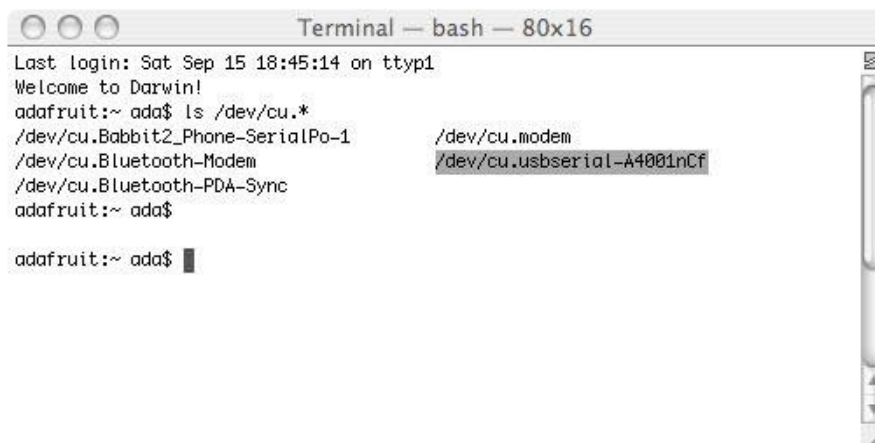 Terminal — bash — 80x16
Last login: Sat Sep 15 18:45:14 on ttyp1
Welcome to Darwin!
adafruit:~ ada$ ls /dev/cu.*
/dev/cu.Babbit2_Phone-SerialPo-1 /dev/cu.modem
/dev/cu.Bluetooth-Modem /dev/cu.usbserial-A4001nCf
/dev/cu.Bluetooth-PDA-Sync
adafruit:~ ada$
adafruit:~ ada$